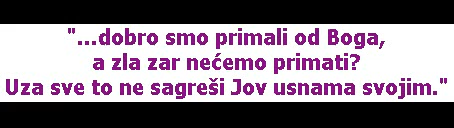 "...dobro smo primali od Boga,
a zla zar nećemo primati?
Uza sve to ne sagreši Jov usnama svojim."